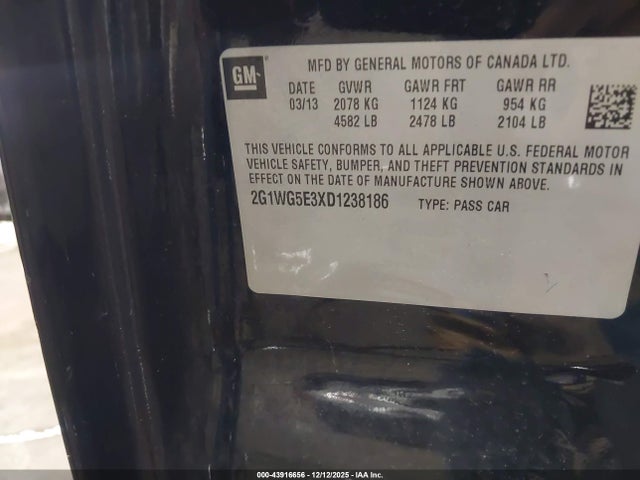 GM
MFD BY GENERAL MOTORS OF CANADA LTD.
DATE GVWR GAWR FRT GAWR RR
03/13 2078 KG 1124 KG 954 KG
4582 LB 2478 LB 2104 LB
THIS VEHICLE CONFORMS TO ALL APPLICABLE U.S. FEDERAL MOTOR
VEHICLE SAFETY, BUMPER, AND THEFT PREVENTION STANDARDS IN
EFFECT ON THE DATE OF MANUFACTURE SHOWN ABOVE.
2G1WG5E3XD1238186 TYPE: PASS CAR
000-43916656 - 12/12/2025 - IAA Inc.